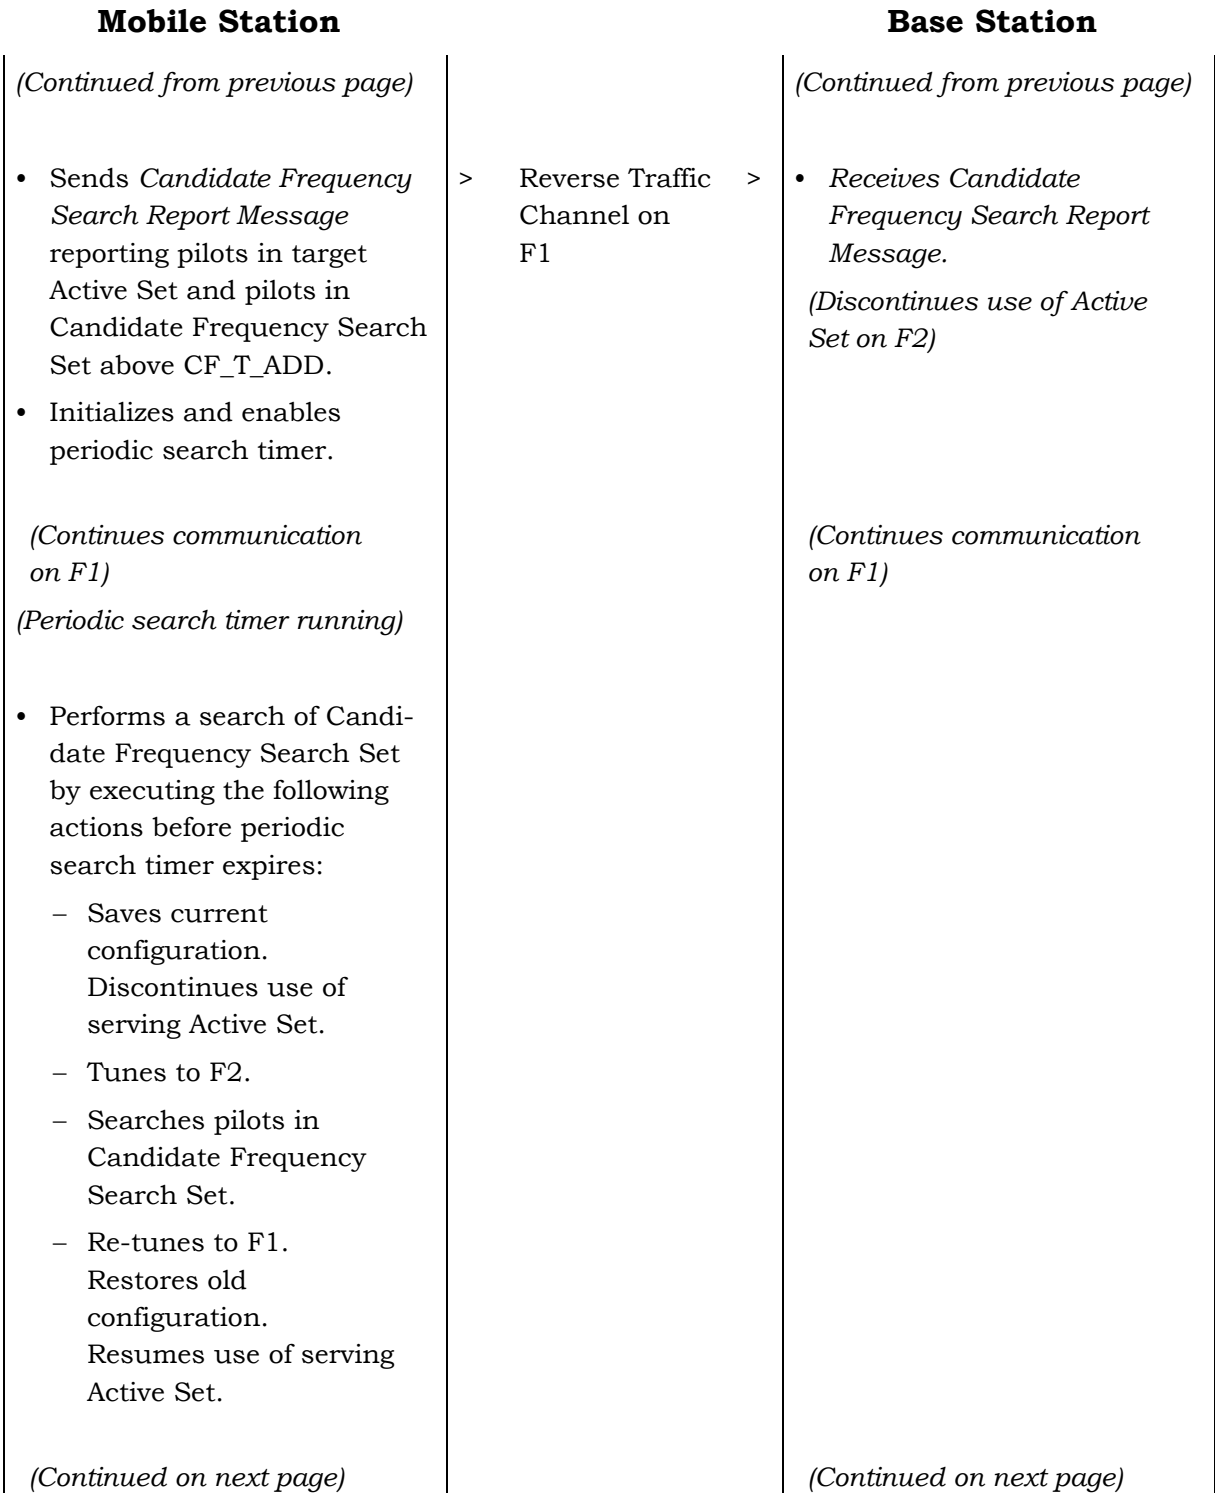 Mobile Station
Base Station
(Continued from previous page)
(Continued from previous page)
• Sends Candidate Frequency
Search Report Message
reporting pilots in target
Active Set and pilots in
Candidate Frequency Search
Set above CF_T_ADD.
> Reverse Traffic >
Channel on
F1
• Receives Candidate
Frequency Search Report
Message.
(Discontinues use of Active
Set on F2)
• Initializes and enables
periodic search timer.
(Continues communication
on F1)
(Continues communication
on F1)
(Periodic search timer running)
• Performs a search of Candi-
date Frequency Search Set
by executing the following
actions before periodic
search timer expires:
– Saves current
configuration.
Discontinues use of
serving Active Set.
– Tunes to F2.
– Searches pilots in
Candidate Frequency
Search Set.
– Re-tunes to F1.
Restores old
configuration.
Resumes use of serving
Active Set.
(Continued on next page)
(Continued on next page)